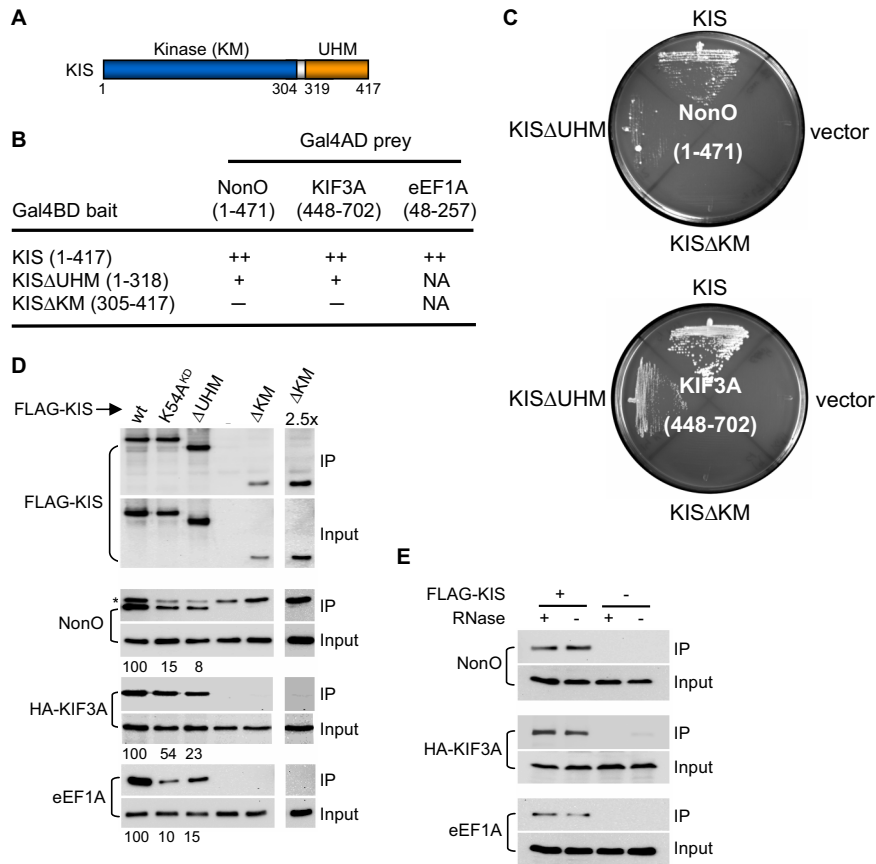 A
Kinase (KM) UHM
KIS
1 304 319 417
B
Gal4AD prey
NonO KIF3A eEF1A
Gal4BD bait (1-471) (448-702) (48-257)
KIS (1-417) ++ ++ ++
KISΔUHM (1-318) + + NA
KISΔKM (305-417) – – NA
C
KIS
NonO
KISΔUHM vector
(1-471)
KISΔKM
KIS
KIF3A
KISΔUHM vector
(448-702)
KISΔKM
D
FLAG-KIS wt K54A^KD ΔUHM - ΔKM ΔKM 2.5x
IP
FLAG-KIS
Input
* IP
NonO
Input
100 15 8
IP
HA-KIF3A
Input
100 54 23
IP
eEF1A
Input
100 10 15
E
FLAG-KIS + -
RNase + - + -
IP
NonO
Input
IP
HA-KIF3A
Input
IP
eEF1A
Input